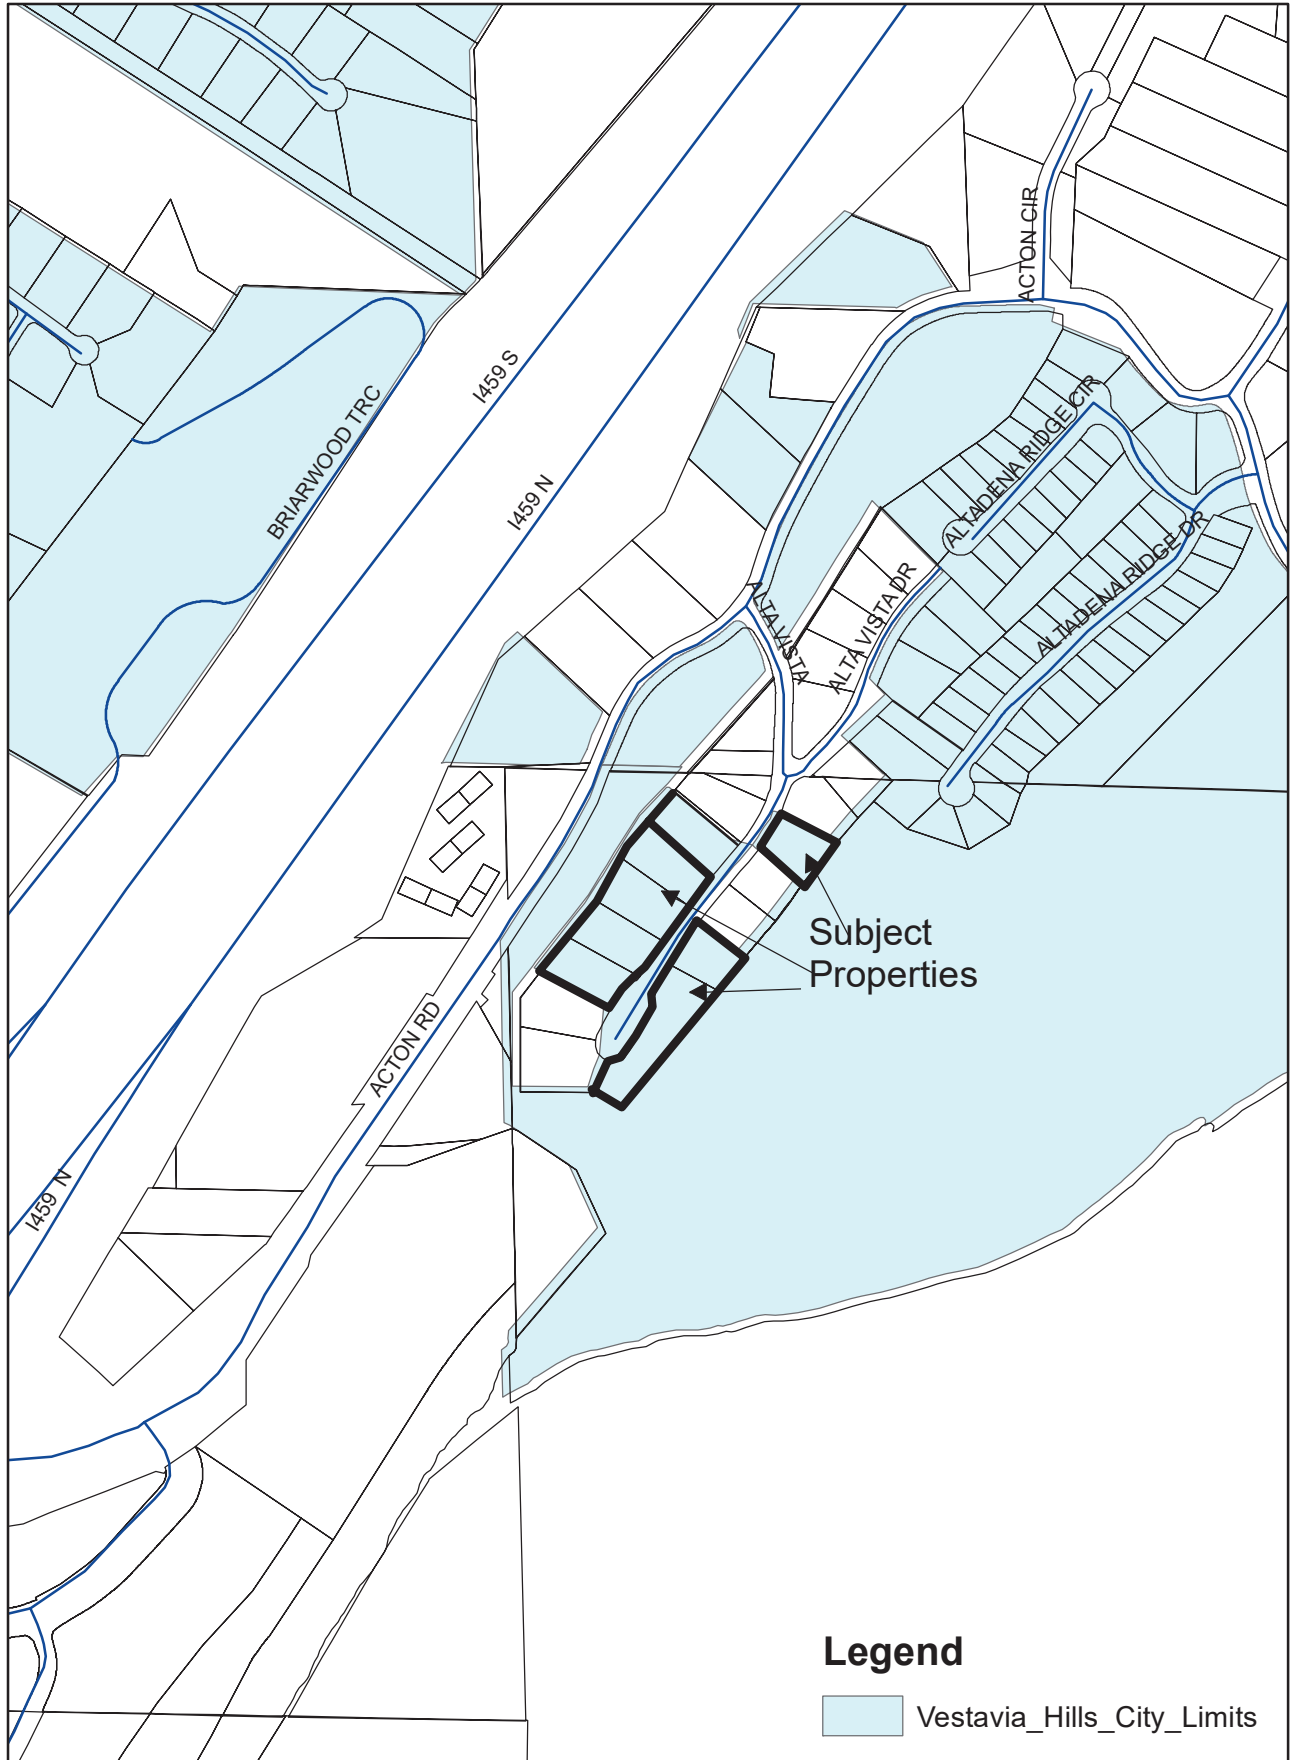 ACTON CIR
I459 S
BRIARWOOD TRC
ALTADENA RIDGE CIR
I459 N
ALTADENA RIDGE DR
ALTA VISTA
ALTA VISTA DR
Subject
Properties
ACTON RD
I459 N
Legend
Vestavia_Hills_City_Limits